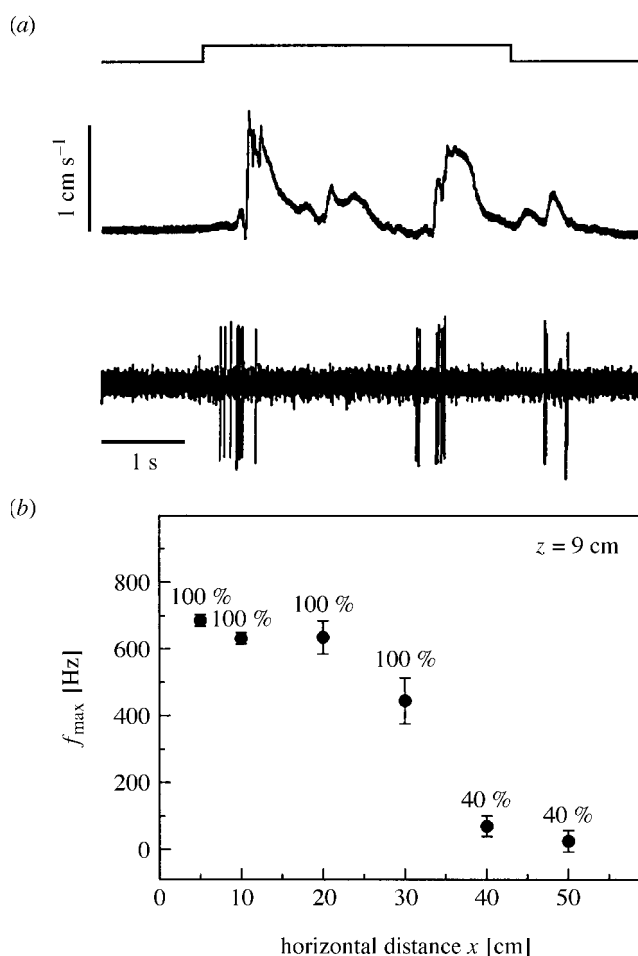 (a)
1 cm s⁻¹
1 s
(b)
z = 9 cm
800
600
400
200
0
f_max [Hz]
100 %
100 %
100 %
100 %
40 %
40 %
0 10 20 30 40 50
horizontal distance x [cm]